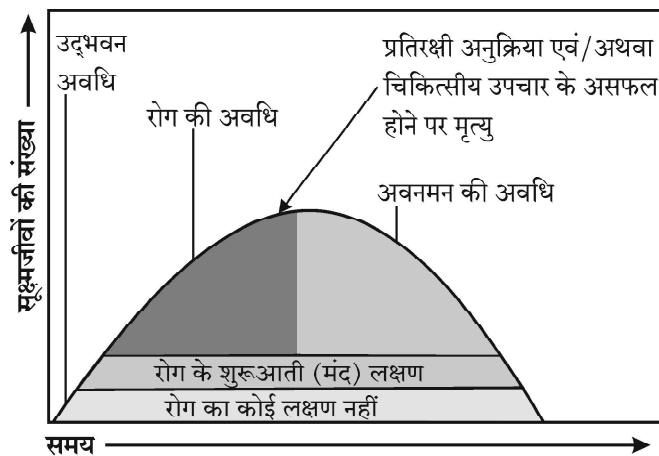 उद्‌भवन
अवधि
प्रतिरक्षी अनुक्रिया एवं/अथवा
चिकित्सीय उपचार के असफल
होने पर मृत्यु
रोग की अवधि
अवनमन की अवधि
सूक्ष्मजीवों की संख्या
रोग के शुरूआती (मंद) लक्षण
रोग का कोई लक्षण नहीं
समय